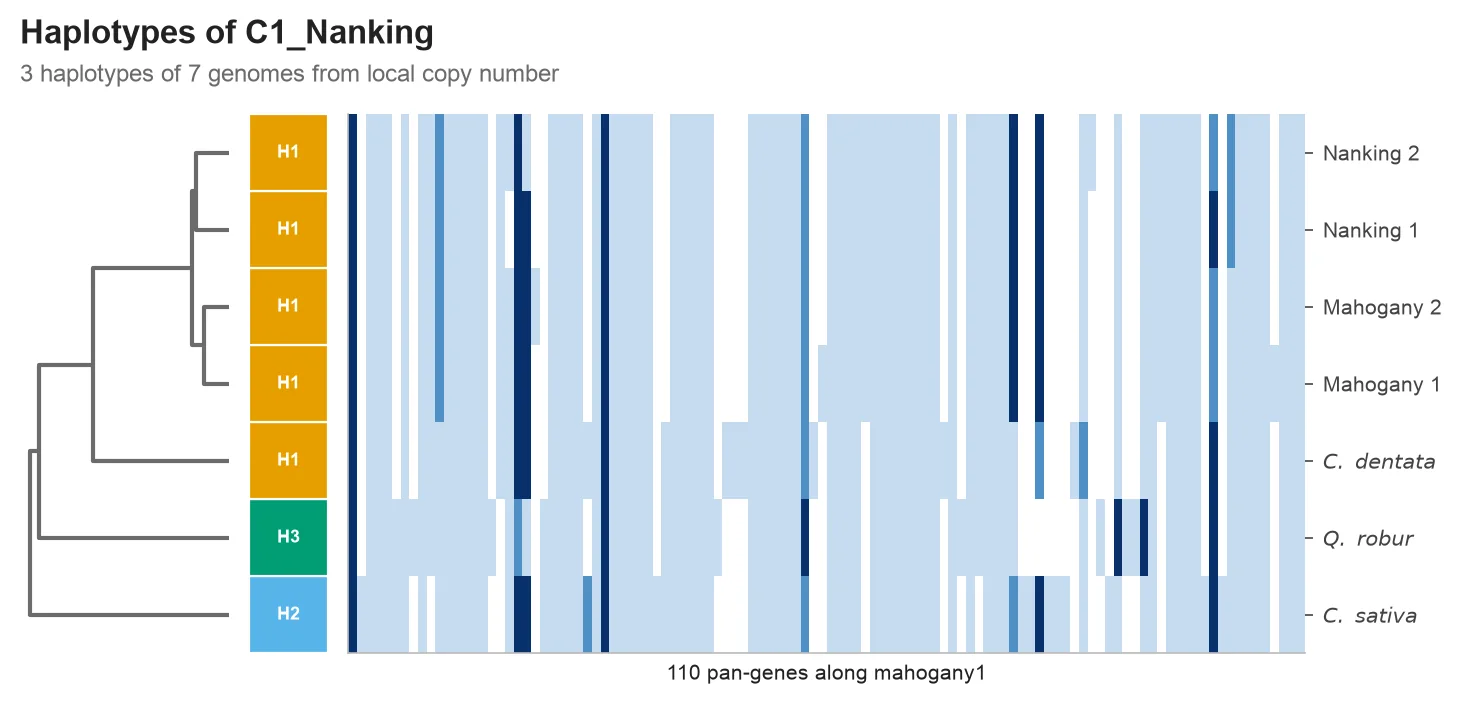 Haplotypes of C1_Nanking
3 haplotypes of 7 genomes from local copy number
H1 Nanking 2
H1 Nanking 1
H1 Mahogany 2
H1 Mahogany 1
H1 C. dentata
H3 Q. robur
H2 C. sativa
110 pan-genes along mahogany1